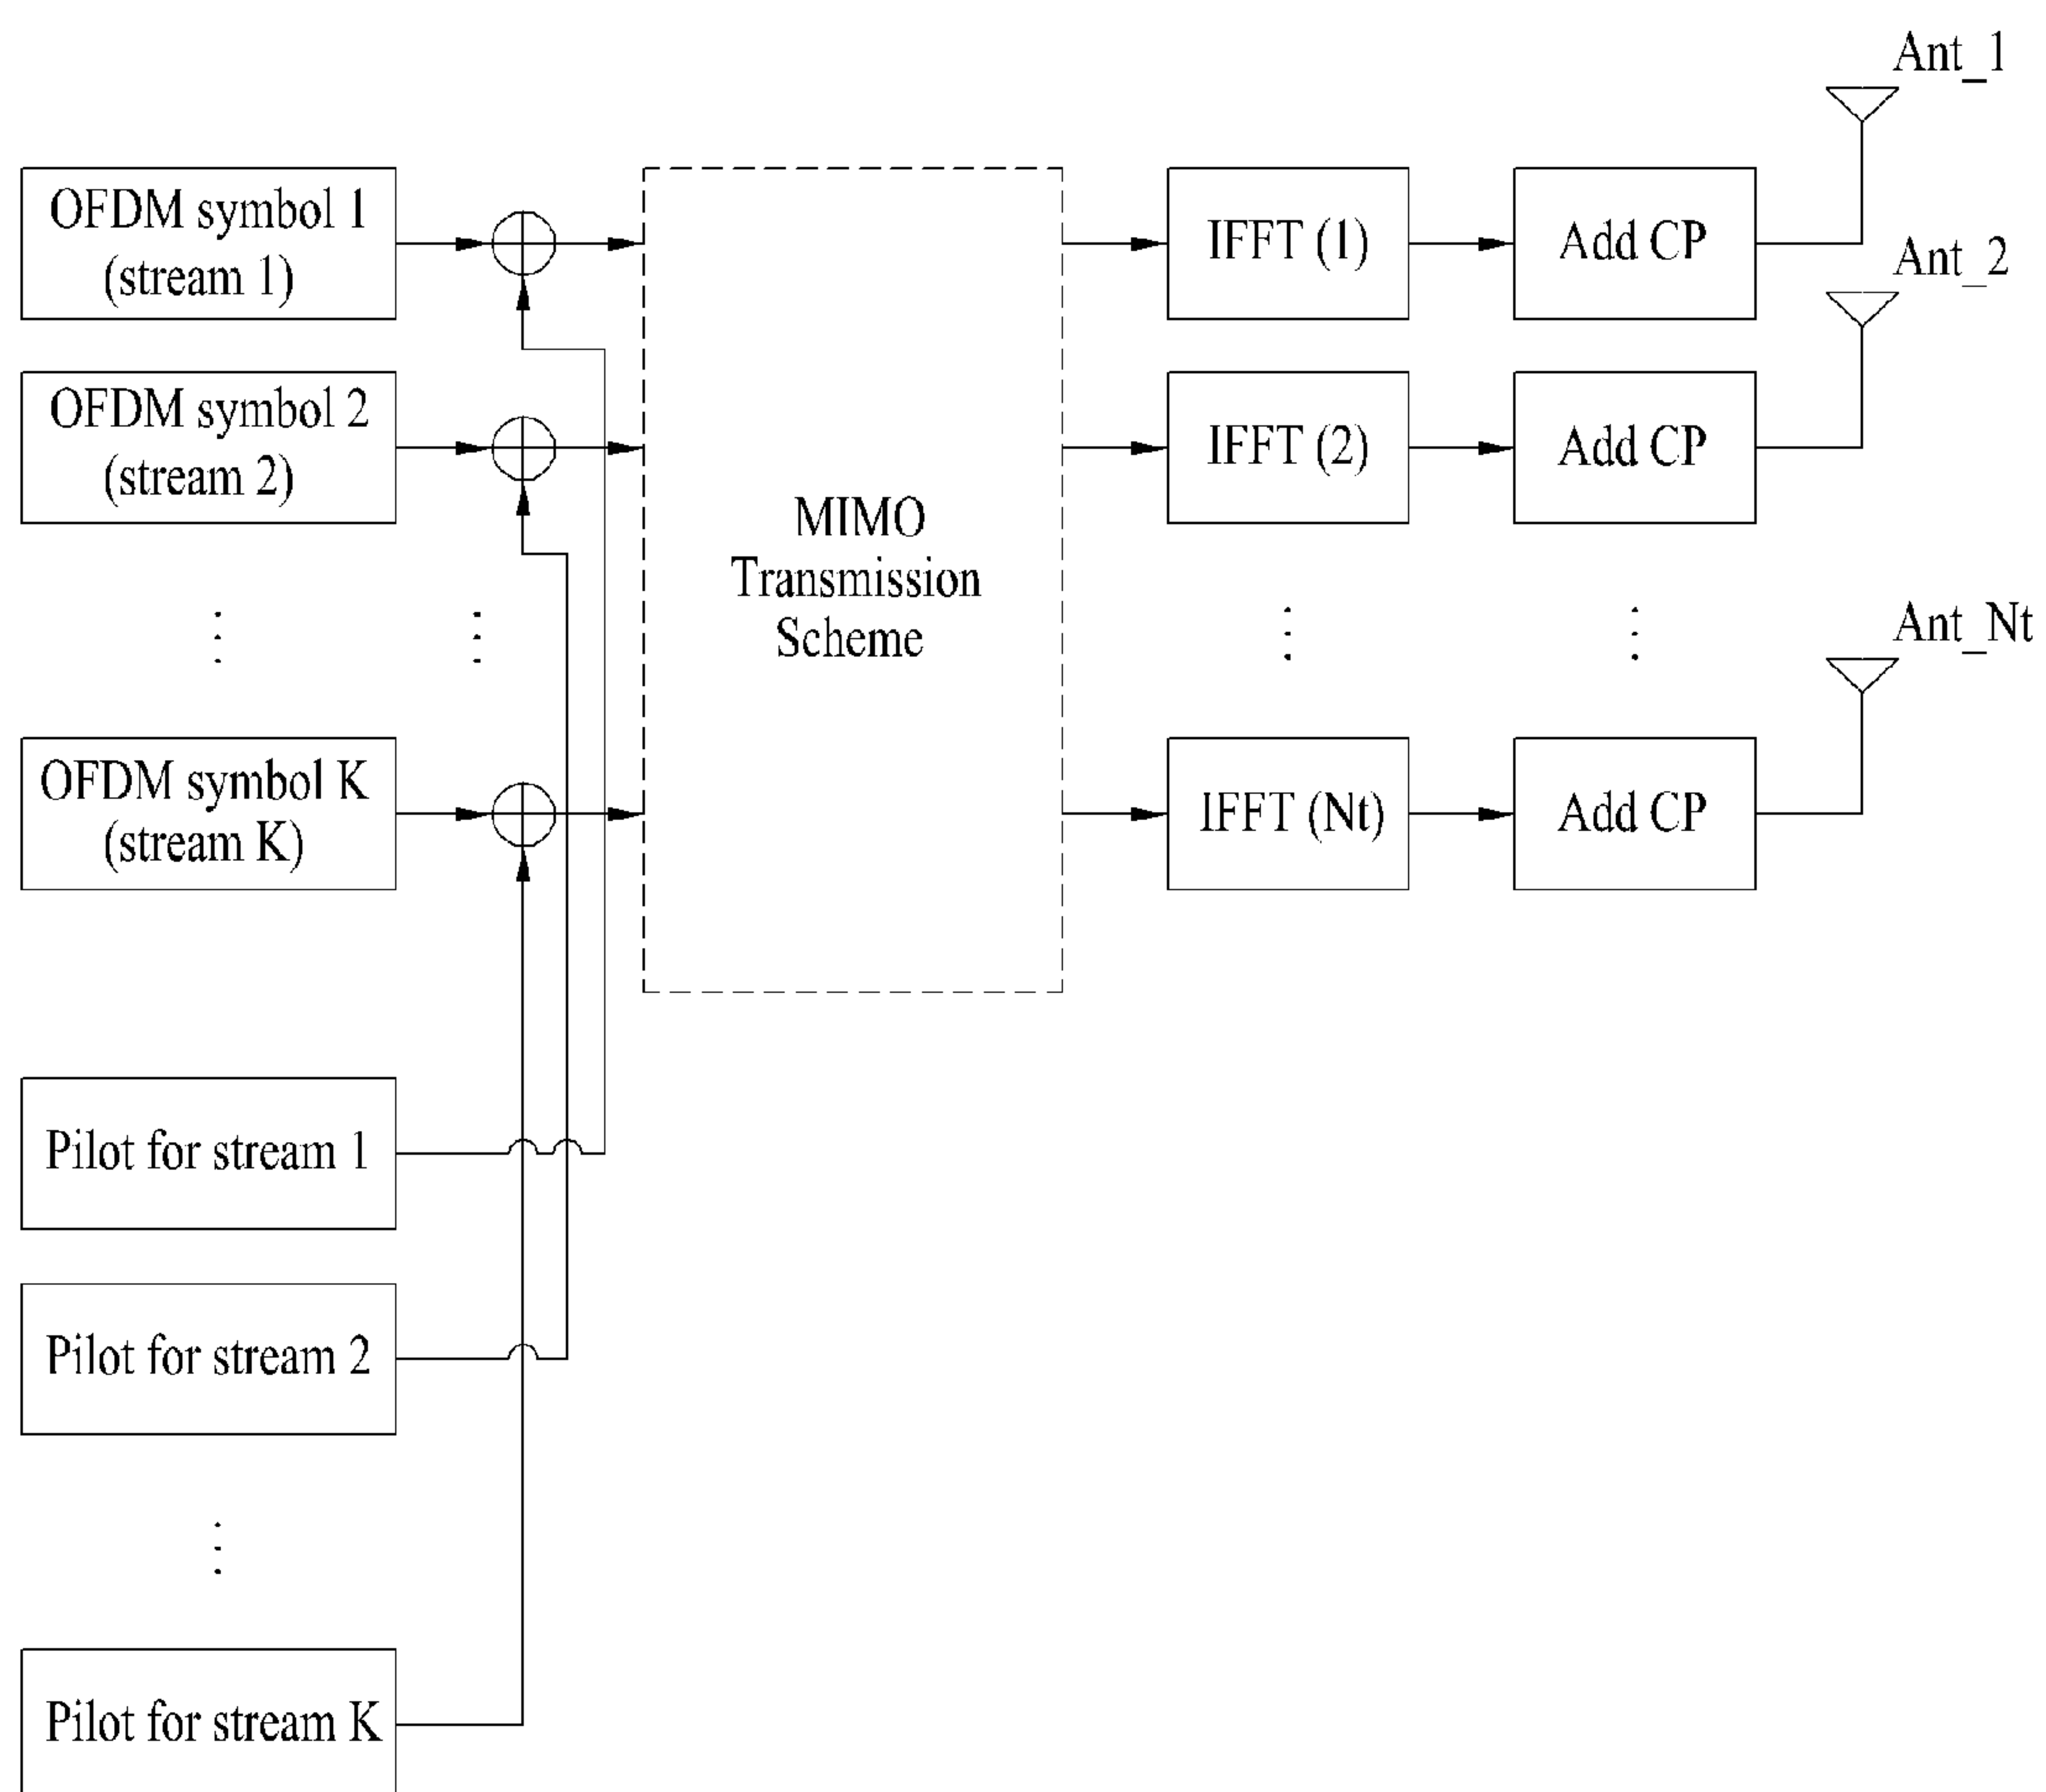 Ant_1
OFDM symbol 1
(stream 1)
IFFT (1)
Add CP
Ant_2
OFDM symbol 2
(stream 2)
IFFT (2)
Add CP
MIMO
Transmission
Scheme
Ant_Nt
OFDM symbol K
(stream K)
IFFT (Nt)
Add CP
Pilot for stream 1
Pilot for stream 2
Pilot for stream K